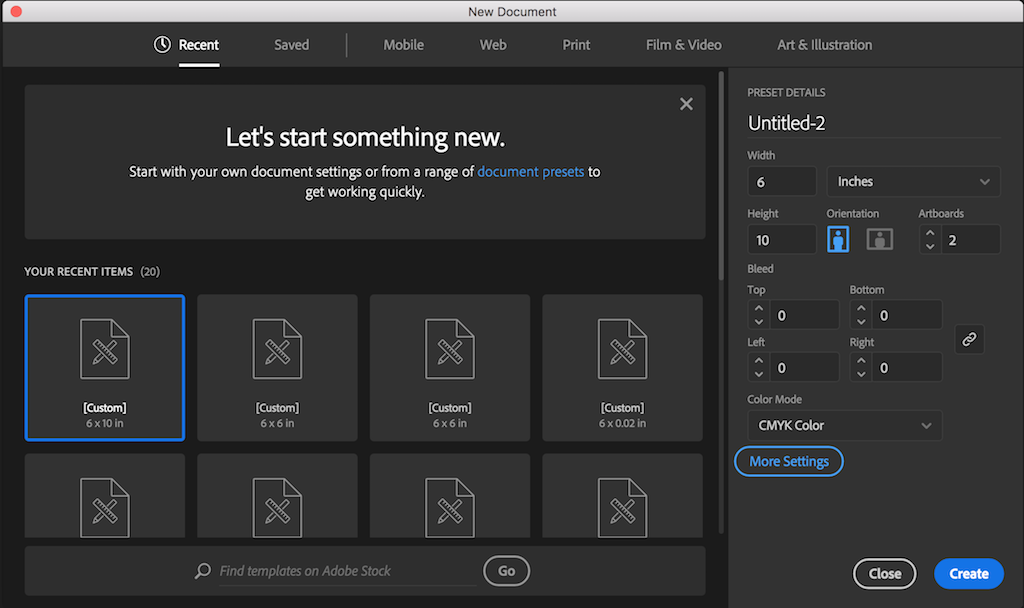 New Document
Recent Saved Mobile Web Print Film & Video Art & Illustration
Let's start something new.
Start with your own document settings or from a range of document presets to
get working quickly.
YOUR RECENT ITEMS (20)
[Custom] [Custom] [Custom] [Custom]
6 x 10 in 6 x 6 in 6 x 6 in 6 x 0.02 in
Find templates on Adobe Stock Go
PRESET DETAILS
Untitled-2
Width
6 Inches
Height Orientation Artboards
10 2
Bleed
Top Bottom
0 0
Left Right
0 0
Color Mode
CMYK Color
More Settings
Close Create